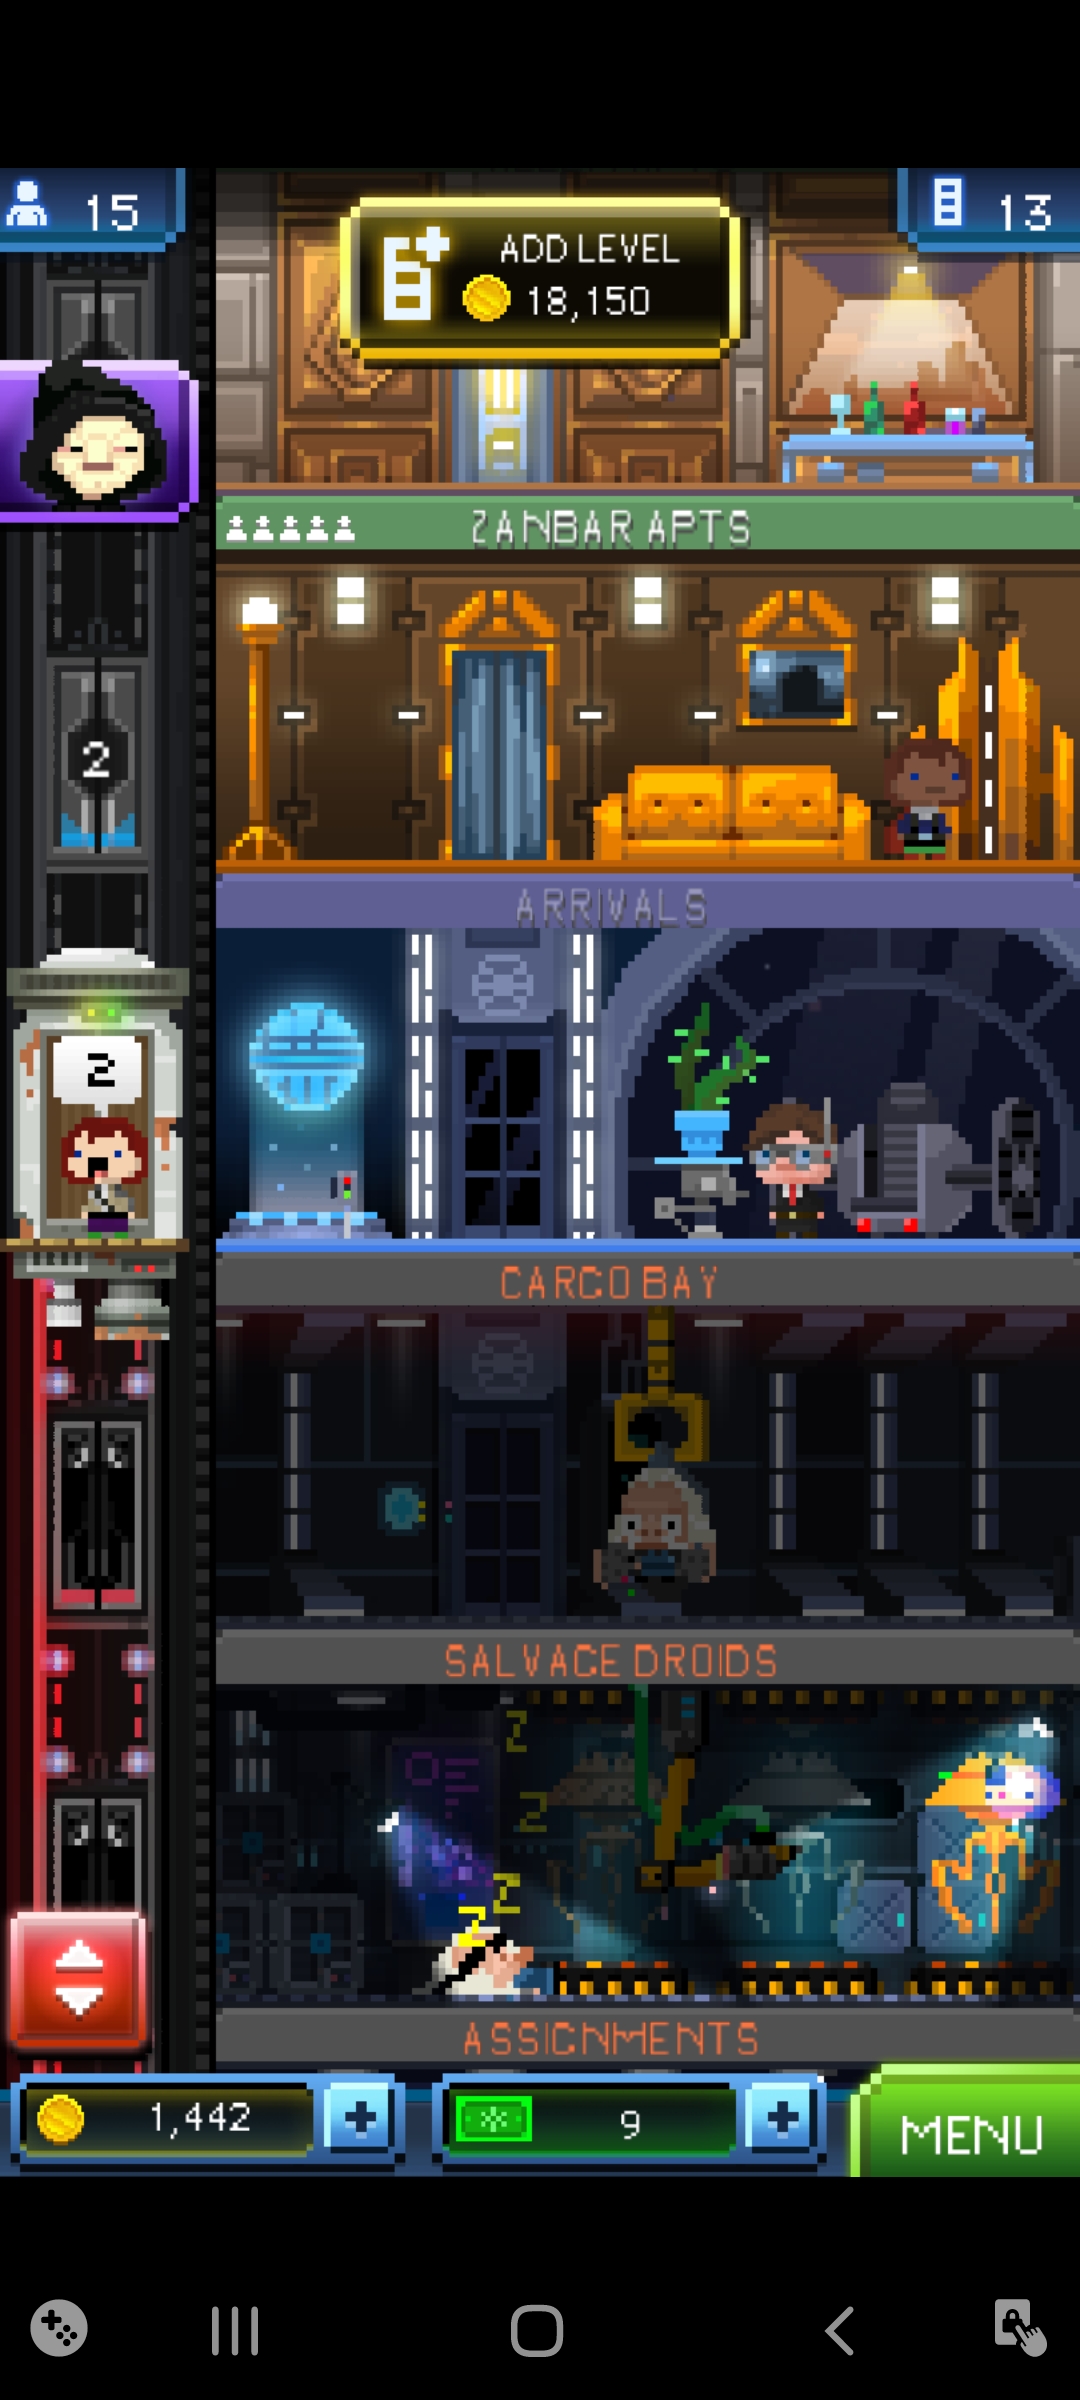 15
13
ADD LEVEL
18,150
ZANBAR APTS
2
ARRIVALS
2
CARGO BAY
SALVAGE DROIDS
Z
Z
Z
Z
ASSIGNMENTS
1,442
9
MENU